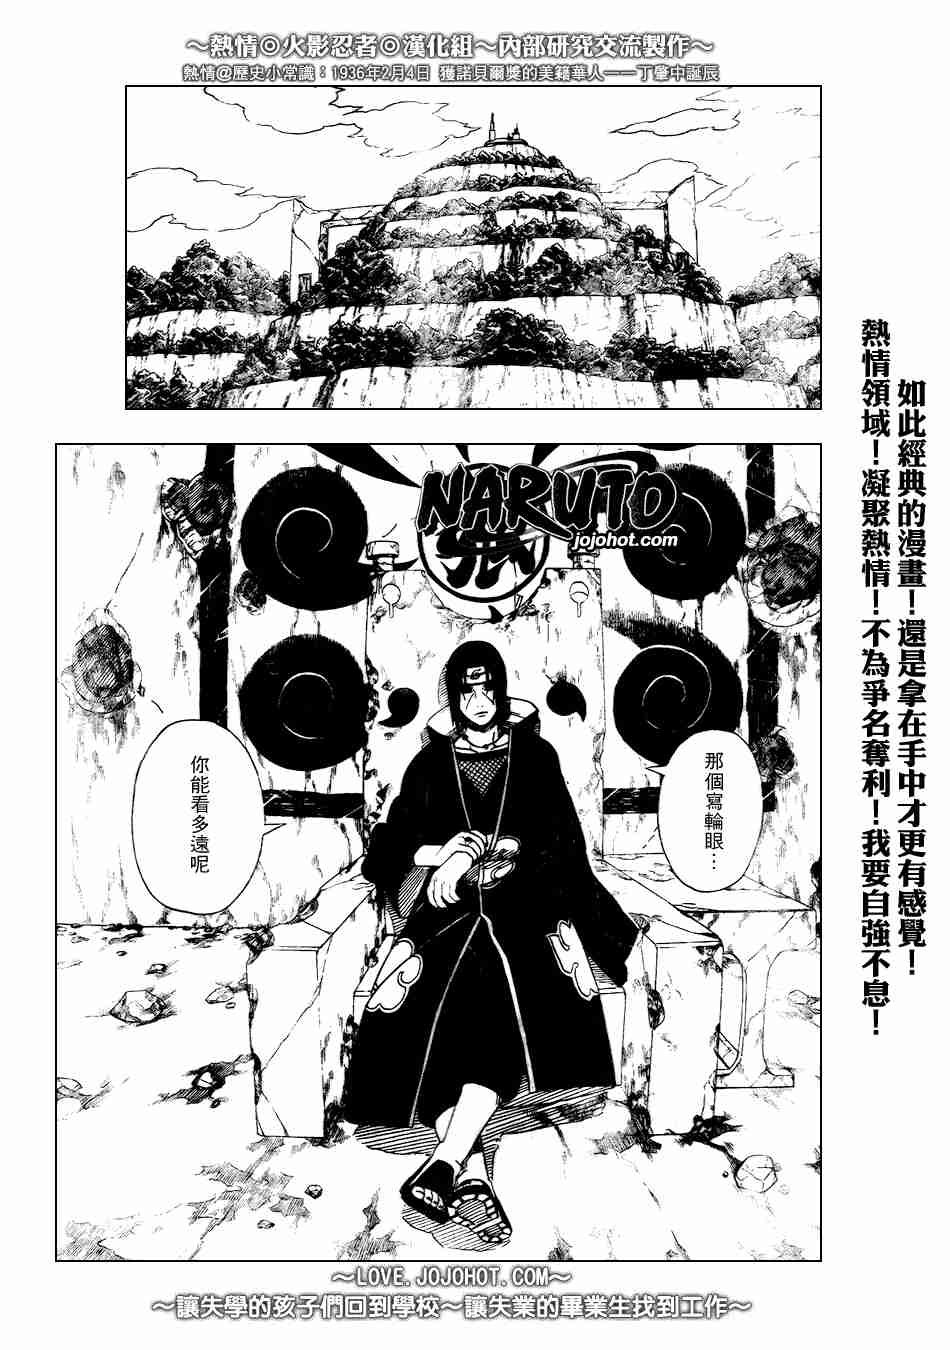 ～熱情◎火影忍者◎漢化組～內部研究交流製作～
熱情@歷史小常識：1936年2月4日 獲諾貝爾獎的美籍華人——丁肇中誕辰
如此經典的漫畫！還是拿在手中才更有感覺！
熱情領域！凝聚熱情！不為爭名奪利！我要自強不息！
NARUTO
jojohot.com
那個寫輪眼…
你能看多遠呢
～LOVE.JOJOHOT.COM～
～讓失學的孩子們回到學校～讓失業的畢業生找到工作～